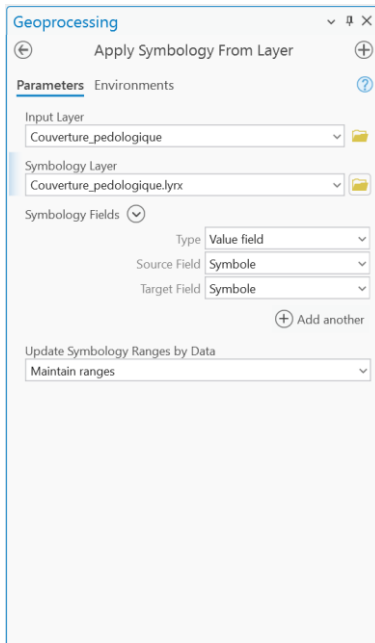 Geoprocessing
Apply Symbology From Layer
Parameters Environments
Input Layer
Couverture_pedologique
Symbology Layer
Couverture_pedologique.lyrx
Symbology Fields
Type Value field
Source Field Symbole
Target Field Symbole
Add another
Update Symbology Ranges by Data
Maintain ranges